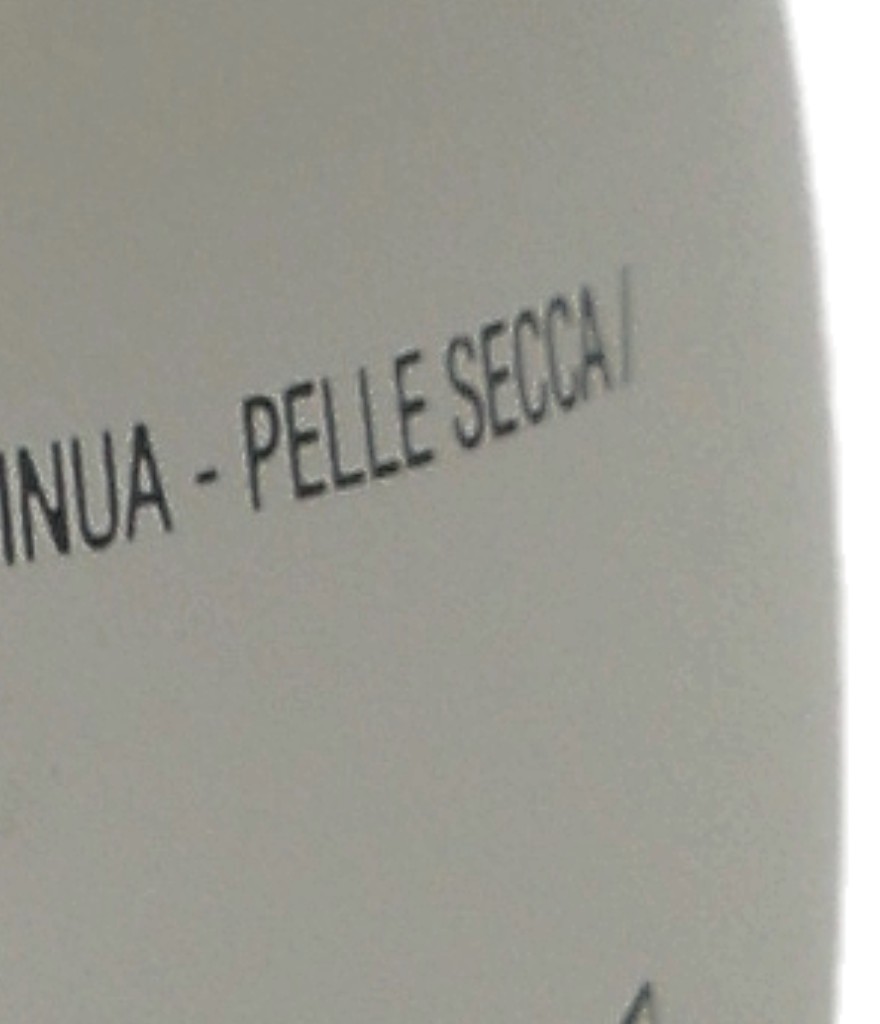 INUA - PELLE SECCA /